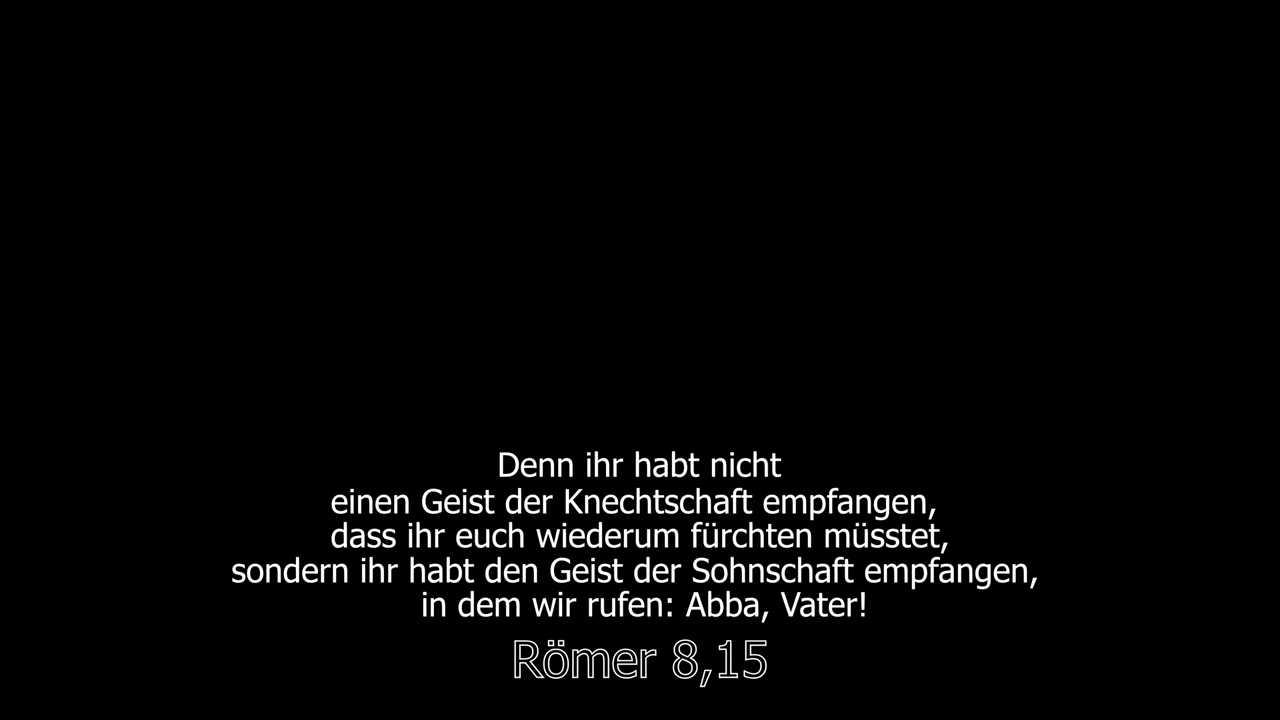 Denn ihr habt nicht
einen Geist der Knechtschaft empfangen,
dass ihr euch wiederum fürchten müsstet,
sondern ihr habt den Geist der Sohnschaft empfangen,
in dem wir rufen: Abba, Vater!
Römer 8,15